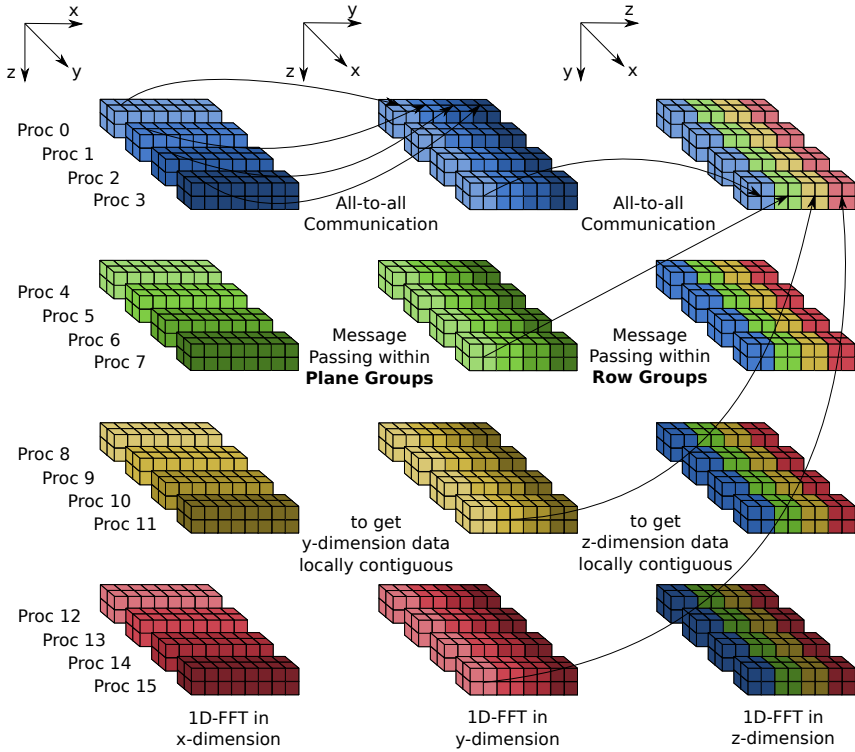 x
z
y
y
z
x
z
y
x
Proc 0
Proc 1
Proc 2
Proc 3
All-to-all
Communication
All-to-all
Communication
Proc 4
Proc 5
Proc 6
Proc 7
Message
Passing within
Plane Groups
Message
Passing within
Row Groups
Proc 8
Proc 9
Proc 10
Proc 11
to get
y-dimension data
locally contiguous
to get
z-dimension data
locally contiguous
Proc 12
Proc 13
Proc 14
Proc 15
1D-FFT in
x-dimension
1D-FFT in
y-dimension
1D-FFT in
z-dimension